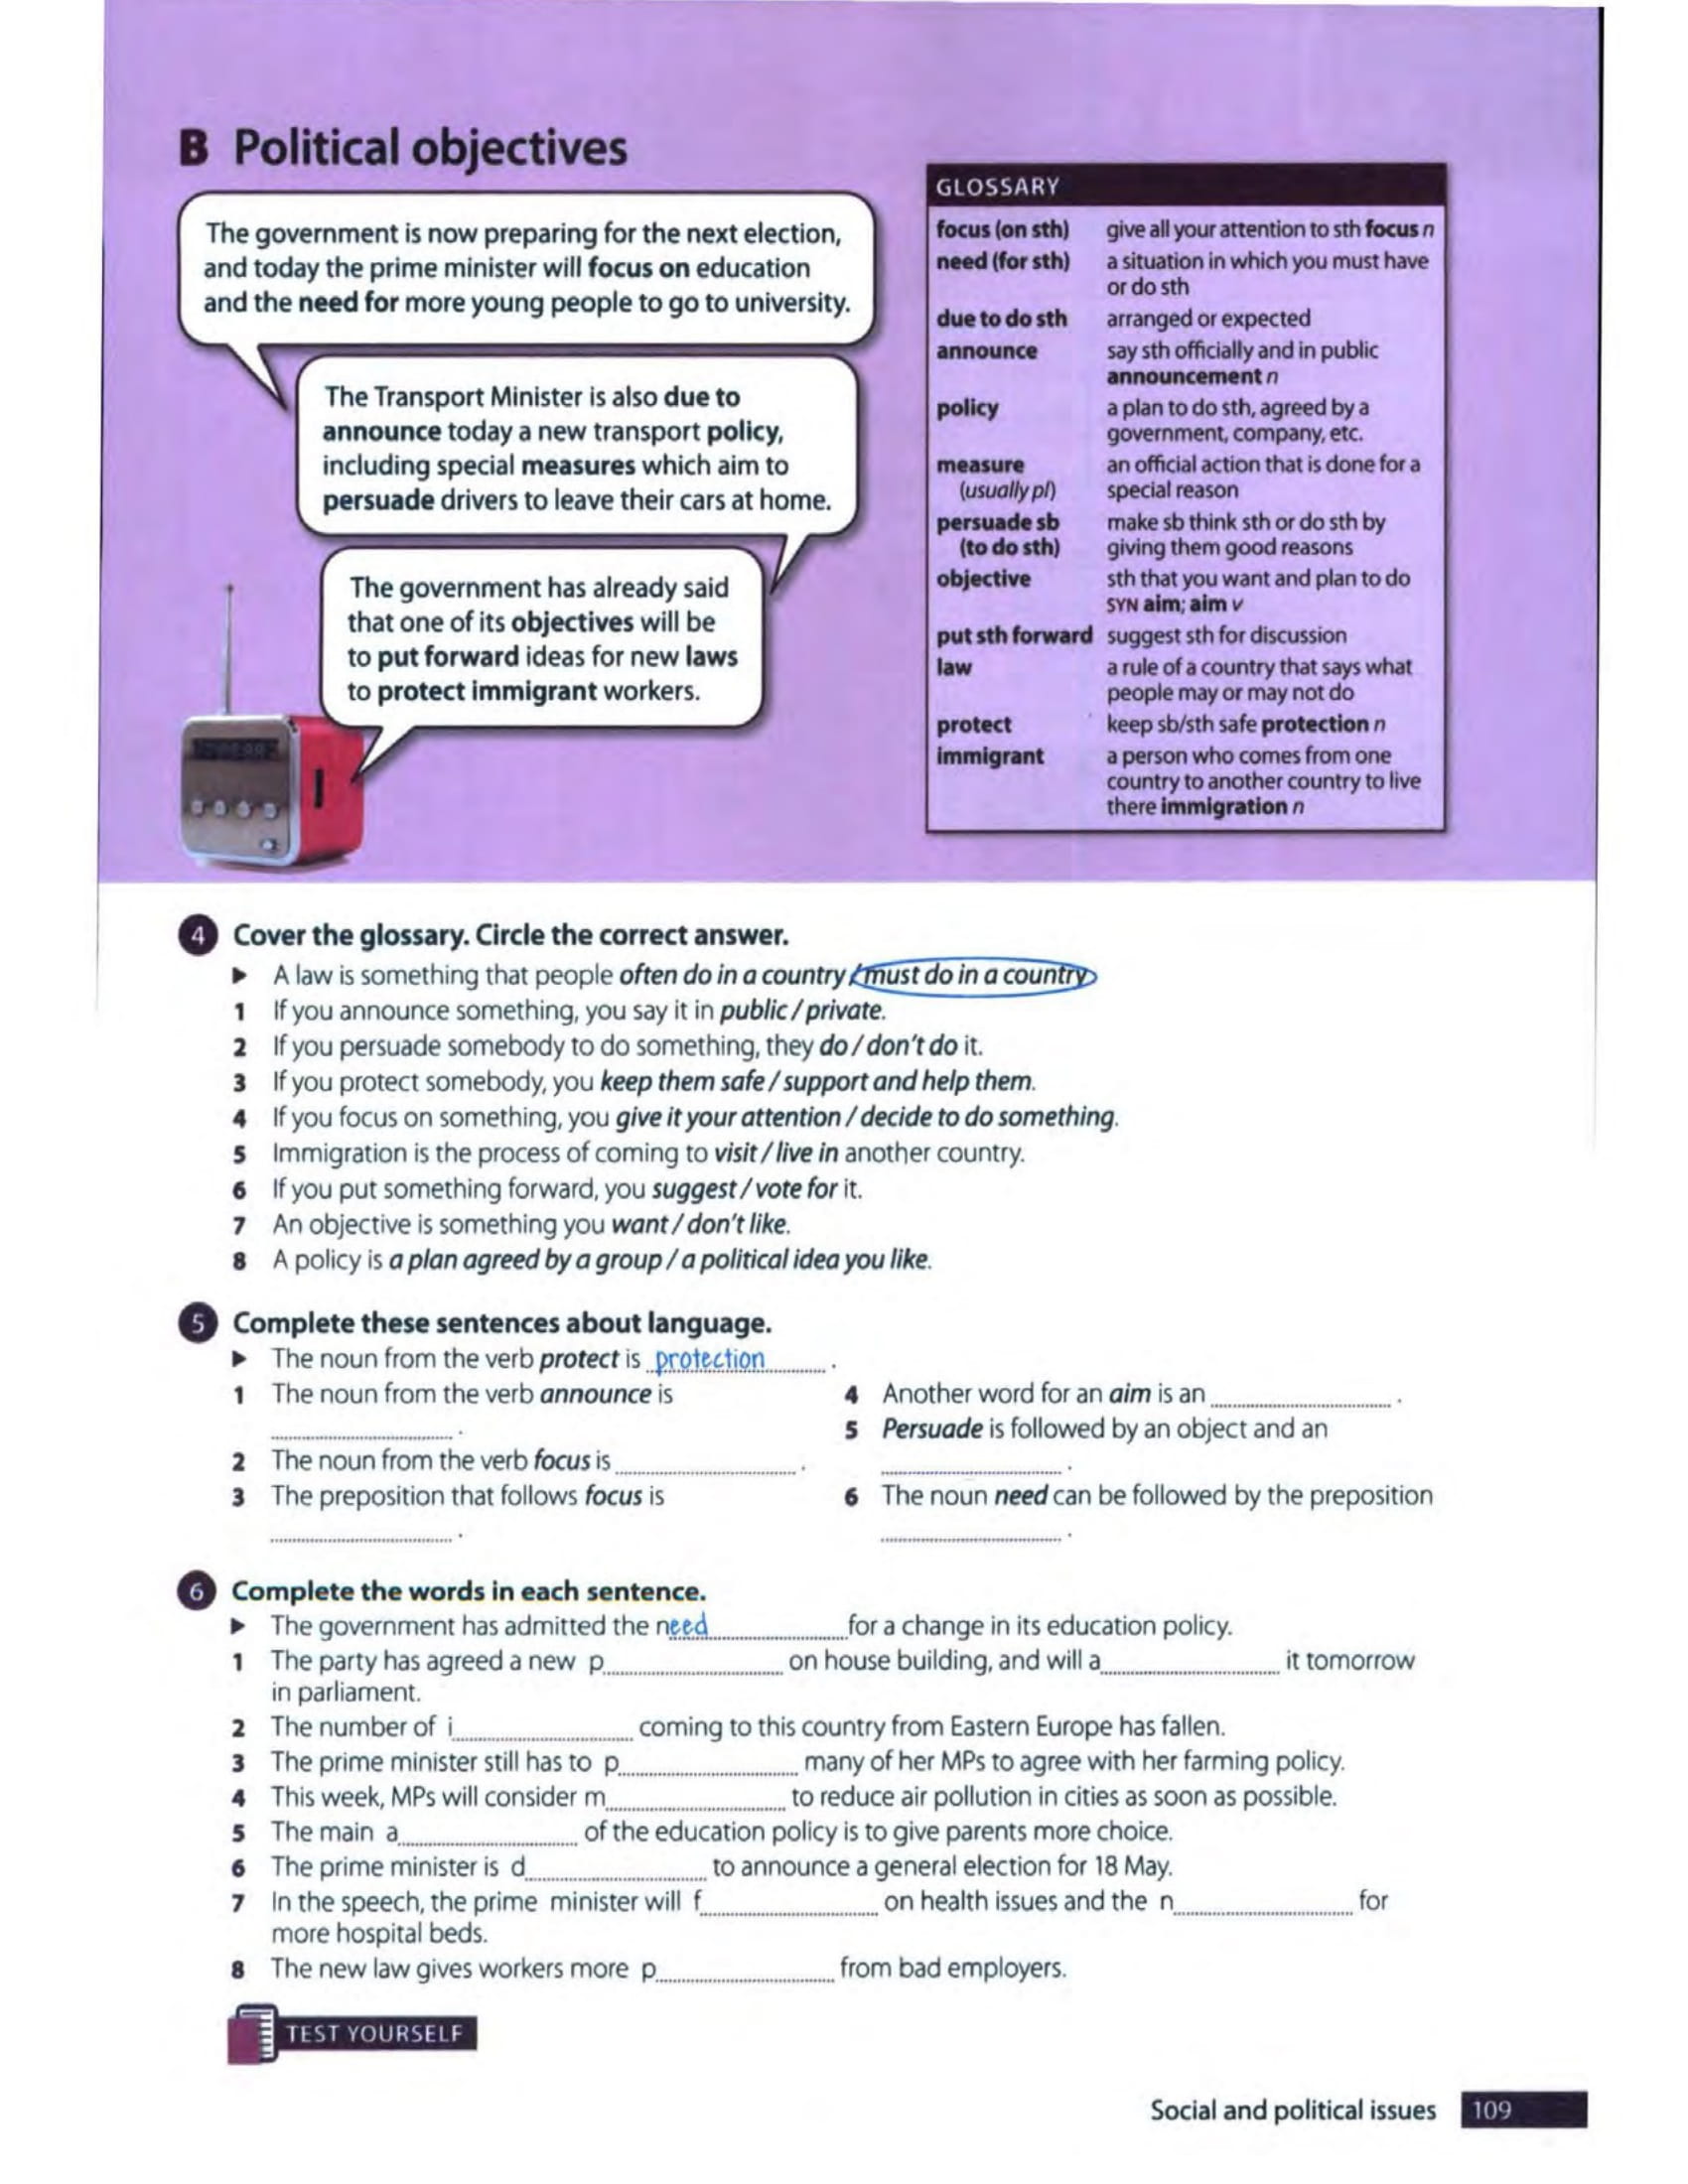 B Political objectives
The government is now preparing for the next election,
and today the prime minister will focus on education
and the need for more young people to go to university.
The Transport Minister is also due to
announce today a new transport policy,
including special measures which aim to
persuade drivers to leave their cars at home.
The government has already said
that one of its objectives will be
to put forward ideas for new laws
to protect immigrant workers.
GLOSSARY
focus (on sth) give all your attention to sth focus n
need (for sth) a situation in which you must have
or do sth
due to do sth arranged or expected
announce say sth officially and in public
announcement n
policy a plan to do sth, agreed by a
government, company, etc.
measure an official action that is done for a
(usually pl) special reason
persuade sb make sb think sth or do sth by
(to do sth) giving them good reasons
objective sth that you want and plan to do
SYN aim; aim v
put sth forward suggest sth for discussion
law a rule of a country that says what
people may or may not do
protect keep sb/sth safe protection n
immigrant a person who comes from one
country to another country to live
there immigration n
4 Cover the glossary. Circle the correct answer.
▶ A law is something that people often do in a country / must do in a country
1 If you announce something, you say it in public / private.
2 If you persuade somebody to do something, they do / don't do it.
3 If you protect somebody, you keep them safe / support and help them.
4 If you focus on something, you give it your attention / decide to do something.
5 Immigration is the process of coming to visit / live in another country.
6 If you put something forward, you suggest / vote for it.
7 An objective is something you want / don't like.
8 A policy is a plan agreed by a group / a political idea you like.
5 Complete these sentences about language.
▶ The noun from the verb protect is protection .
1 The noun from the verb announce is
.
2 The noun from the verb focus is .
3 The preposition that follows focus is
.
4 Another word for an aim is an .
5 Persuade is followed by an object and an
.
6 The noun need can be followed by the preposition
.
6 Complete the words in each sentence.
▶ The government has admitted the need for a change in its education policy.
1 The party has agreed a new p on house building, and will a it tomorrow
in parliament.
2 The number of i coming to this country from Eastern Europe has fallen.
3 The prime minister still has to p many of her MPs to agree with her farming policy.
4 This week, MPs will consider m to reduce air pollution in cities as soon as possible.
5 The main a of the education policy is to give parents more choice.
6 The prime minister is d to announce a general election for 18 May.
7 In the speech, the prime minister will f on health issues and the n for
more hospital beds.
8 The new law gives workers more p from bad employers.
TEST YOURSELF
Social and political issues 109